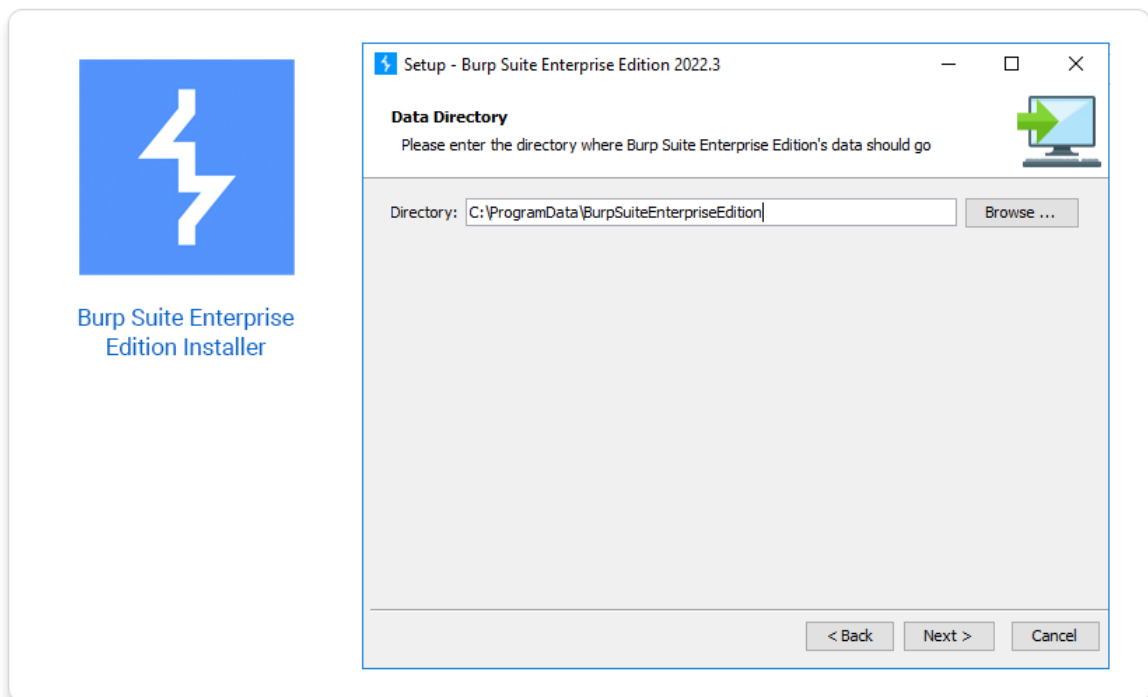 Burp Suite Enterprise
Edition Installer
Setup - Burp Suite Enterprise Edition 2022.3
Data Directory
Please enter the directory where Burp Suite Enterprise Edition's data should go
Directory: C:\ProgramData\BurpSuiteEnterpriseEdition Browse ...
< Back Next > Cancel